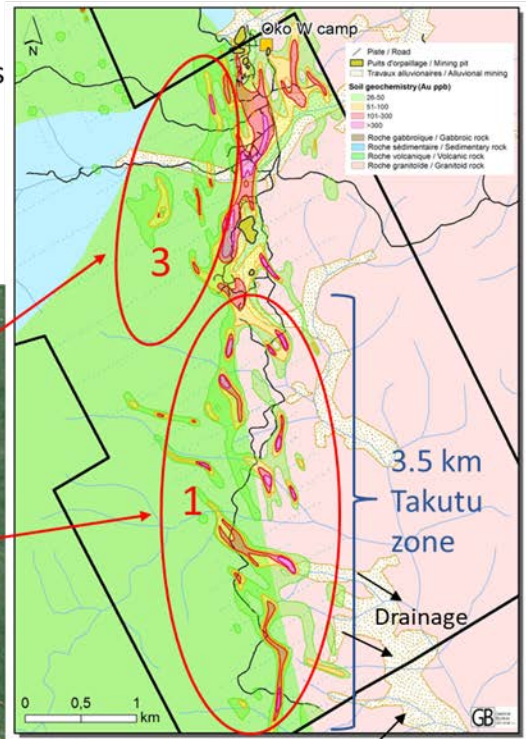 s
N
Oko W camp
Piste / Road
Puits d'orpaillage / Mining pit
Travaux alluvionaires / Alluvional mining
Soil geochemistry (Au ppb)
26-50
51-100
101-300
>300
Roche gabbroïque / Gabbroic rock
Roche sédimentaire / Sedimentary rock
Roche volcanique / Volcanic rock
Roche granitoïde / Granitoid rock
3
1
3.5 km
Takutu
zone
Drainage
0 0,5 1
km
GB